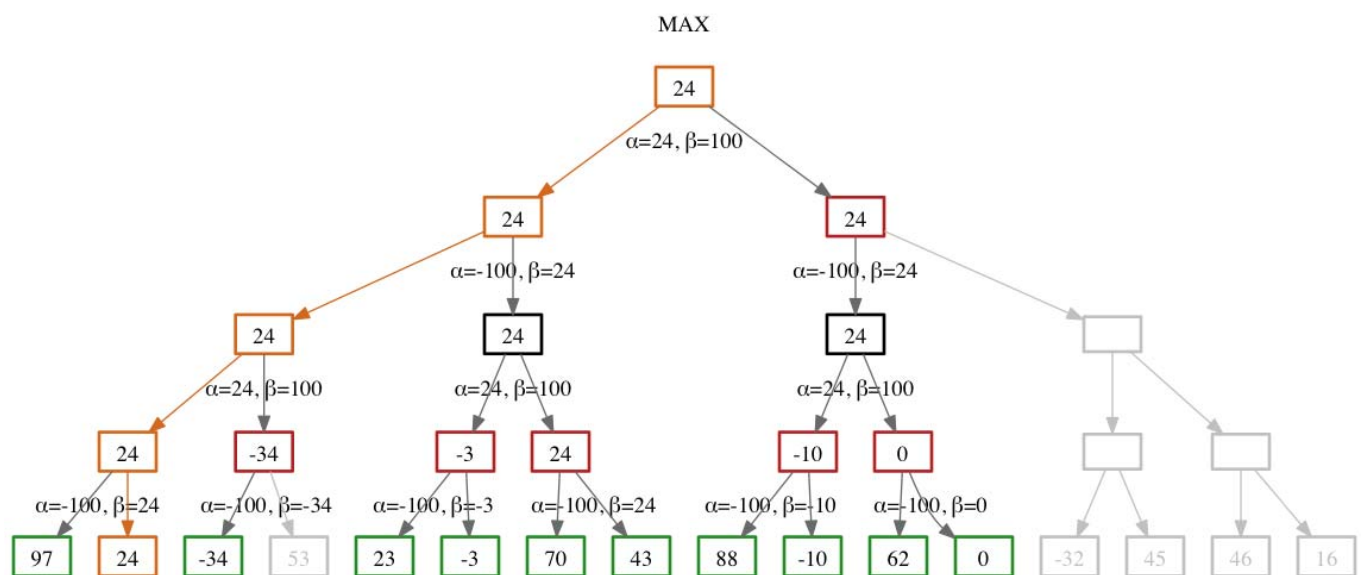 MAX
24
α=24, β=100
24 24
α=-100, β=24 α=-100, β=24
24 24 24
α=24, β=100 α=24, β=100 α=24, β=100
24 -34 -3 24 -10 0
α=-100, β=24 α=-100, β=-34 α=-100, β=-3 α=-100, β=24 α=-100, β=-10 α=-100, β=0
97 24 -34 53 23 -3 70 43 88 -10 62 0 -32 45 46 16